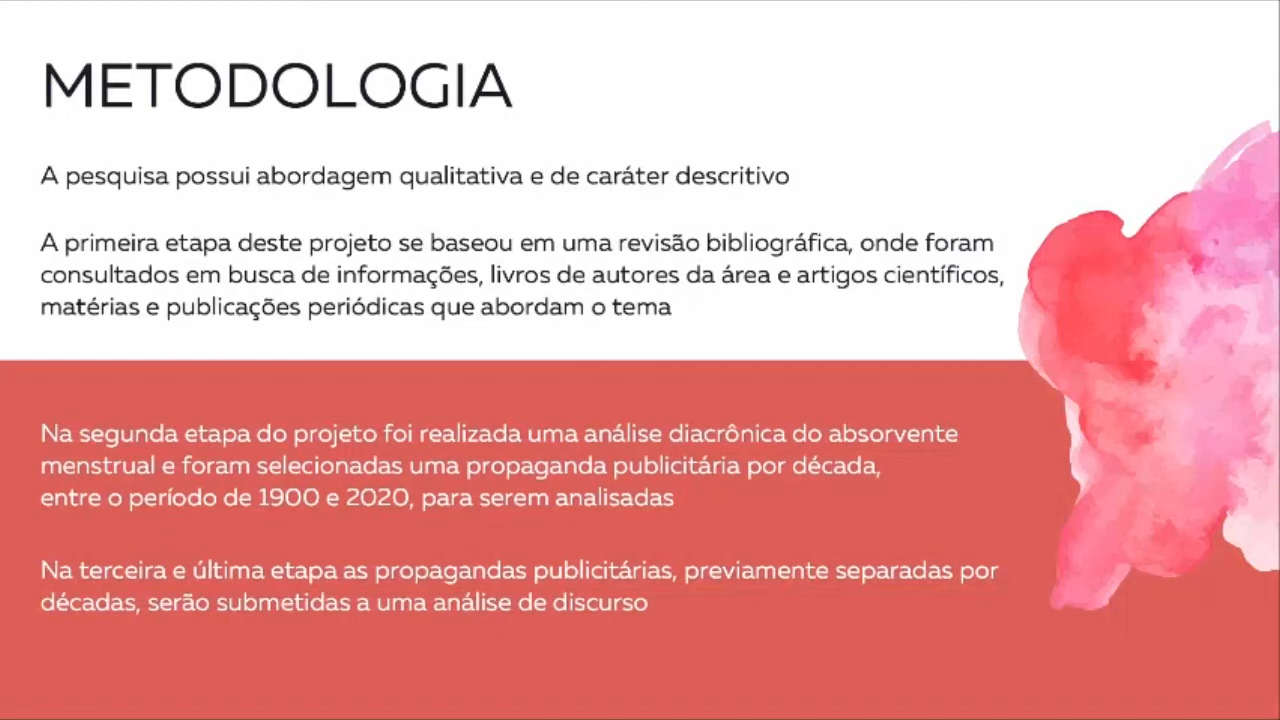 METODOLOGIA
A pesquisa possui abordagem qualitativa e de caráter descritivo
A primeira etapa deste projeto se baseou em uma revisão bibliográfica, onde foram
consultados em busca de informações, livros de autores da área e artigos científicos,
matérias e publicações periódicas que abordam o tema
Na segunda etapa do projeto foi realizada uma análise diacrônica do absorvente
menstrual e foram selecionadas uma propaganda publicitária por década,
entre o período de 1900 e 2020, para serem analisadas
Na terceira e última etapa as propagandas publicitárias, previamente separadas por
décadas, serão submetidas a uma análise de discurso